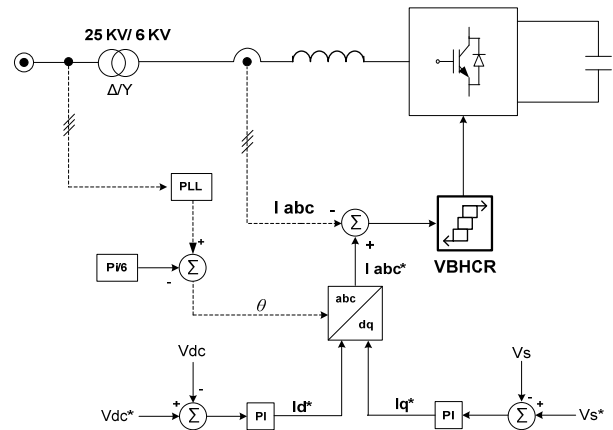 25 KV/ 6 KV
Δ/Y
PLL
I abc
-
Σ
+
VBHCR
+
Pi/6
-
Σ
I abc*
θ
abc
dq
Vdc
Vs
-
-
Vdc*
+
Σ
PI
Id*
Iq*
PI
Σ
+
Vs*